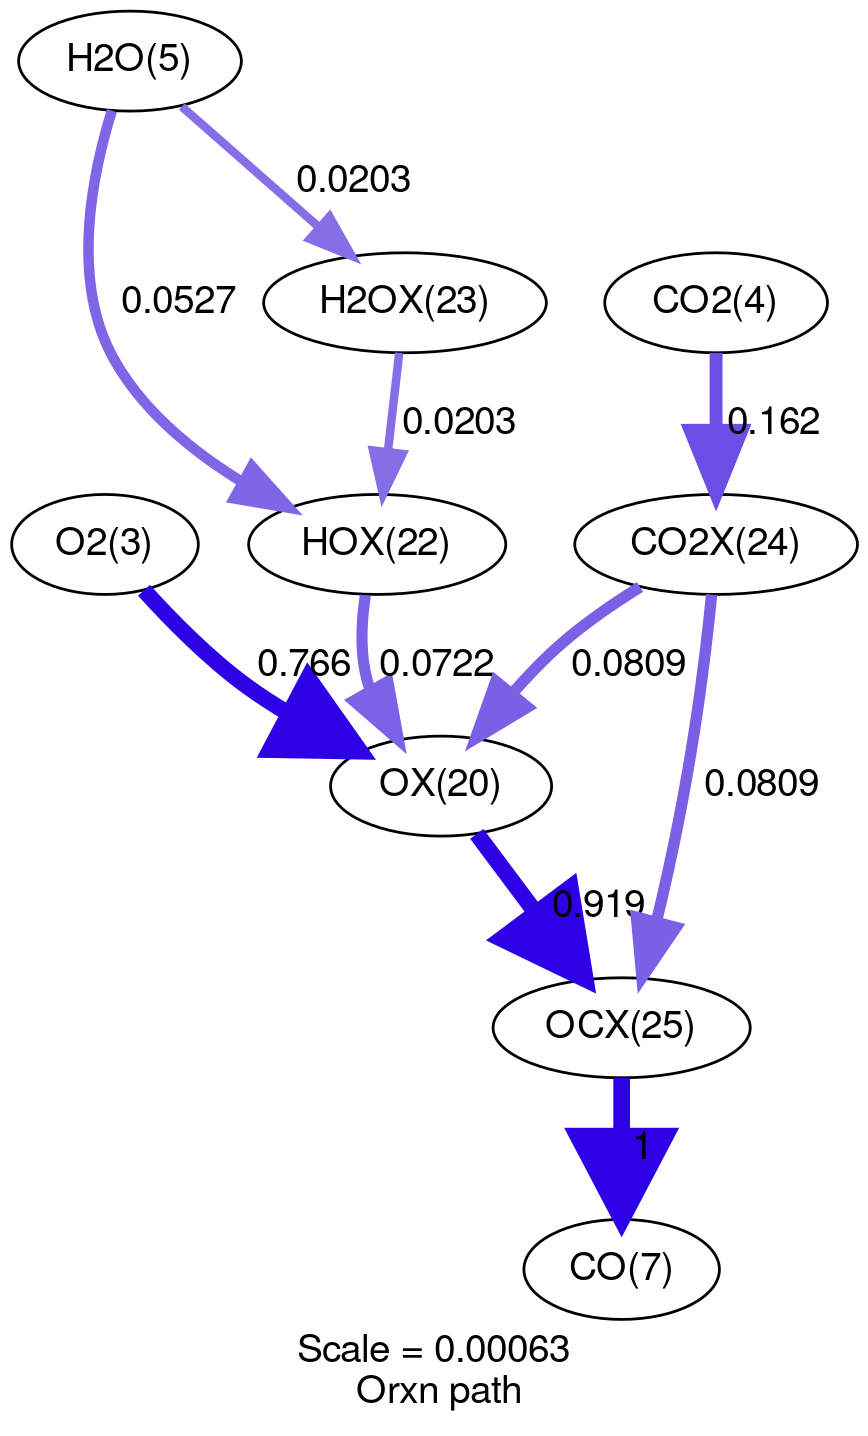 H2O(5)
0.0203
0.0527
H2OX(23)
CO2(4)
0.0203
0.162
O2(3)
HOX(22)
CO2X(24)
0.766
0.0722
0.0809
OX(20)
0.0809
0.919
OCX(25)
1
CO(7)
Scale = 0.00063
Orxn path